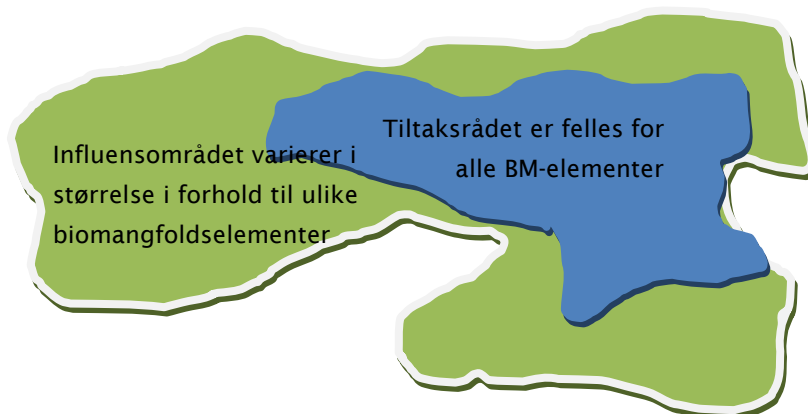 Influensområdet varierer i
størrelse i forhold til ulike
biomangfoldselementer
Tiltaksrådet er felles for
alle BM-elementer